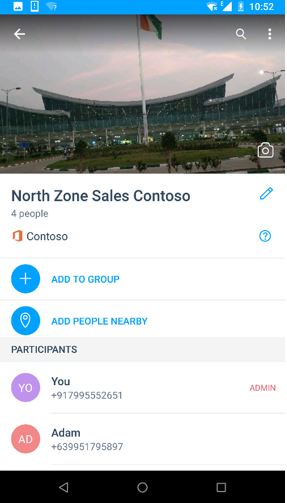 10:52
North Zone Sales Contoso
4 people
Contoso
ADD TO GROUP
ADD PEOPLE NEARBY
PARTICIPANTS
YO
You
ADMIN
+917995552651
AD
Adam
+639951795897